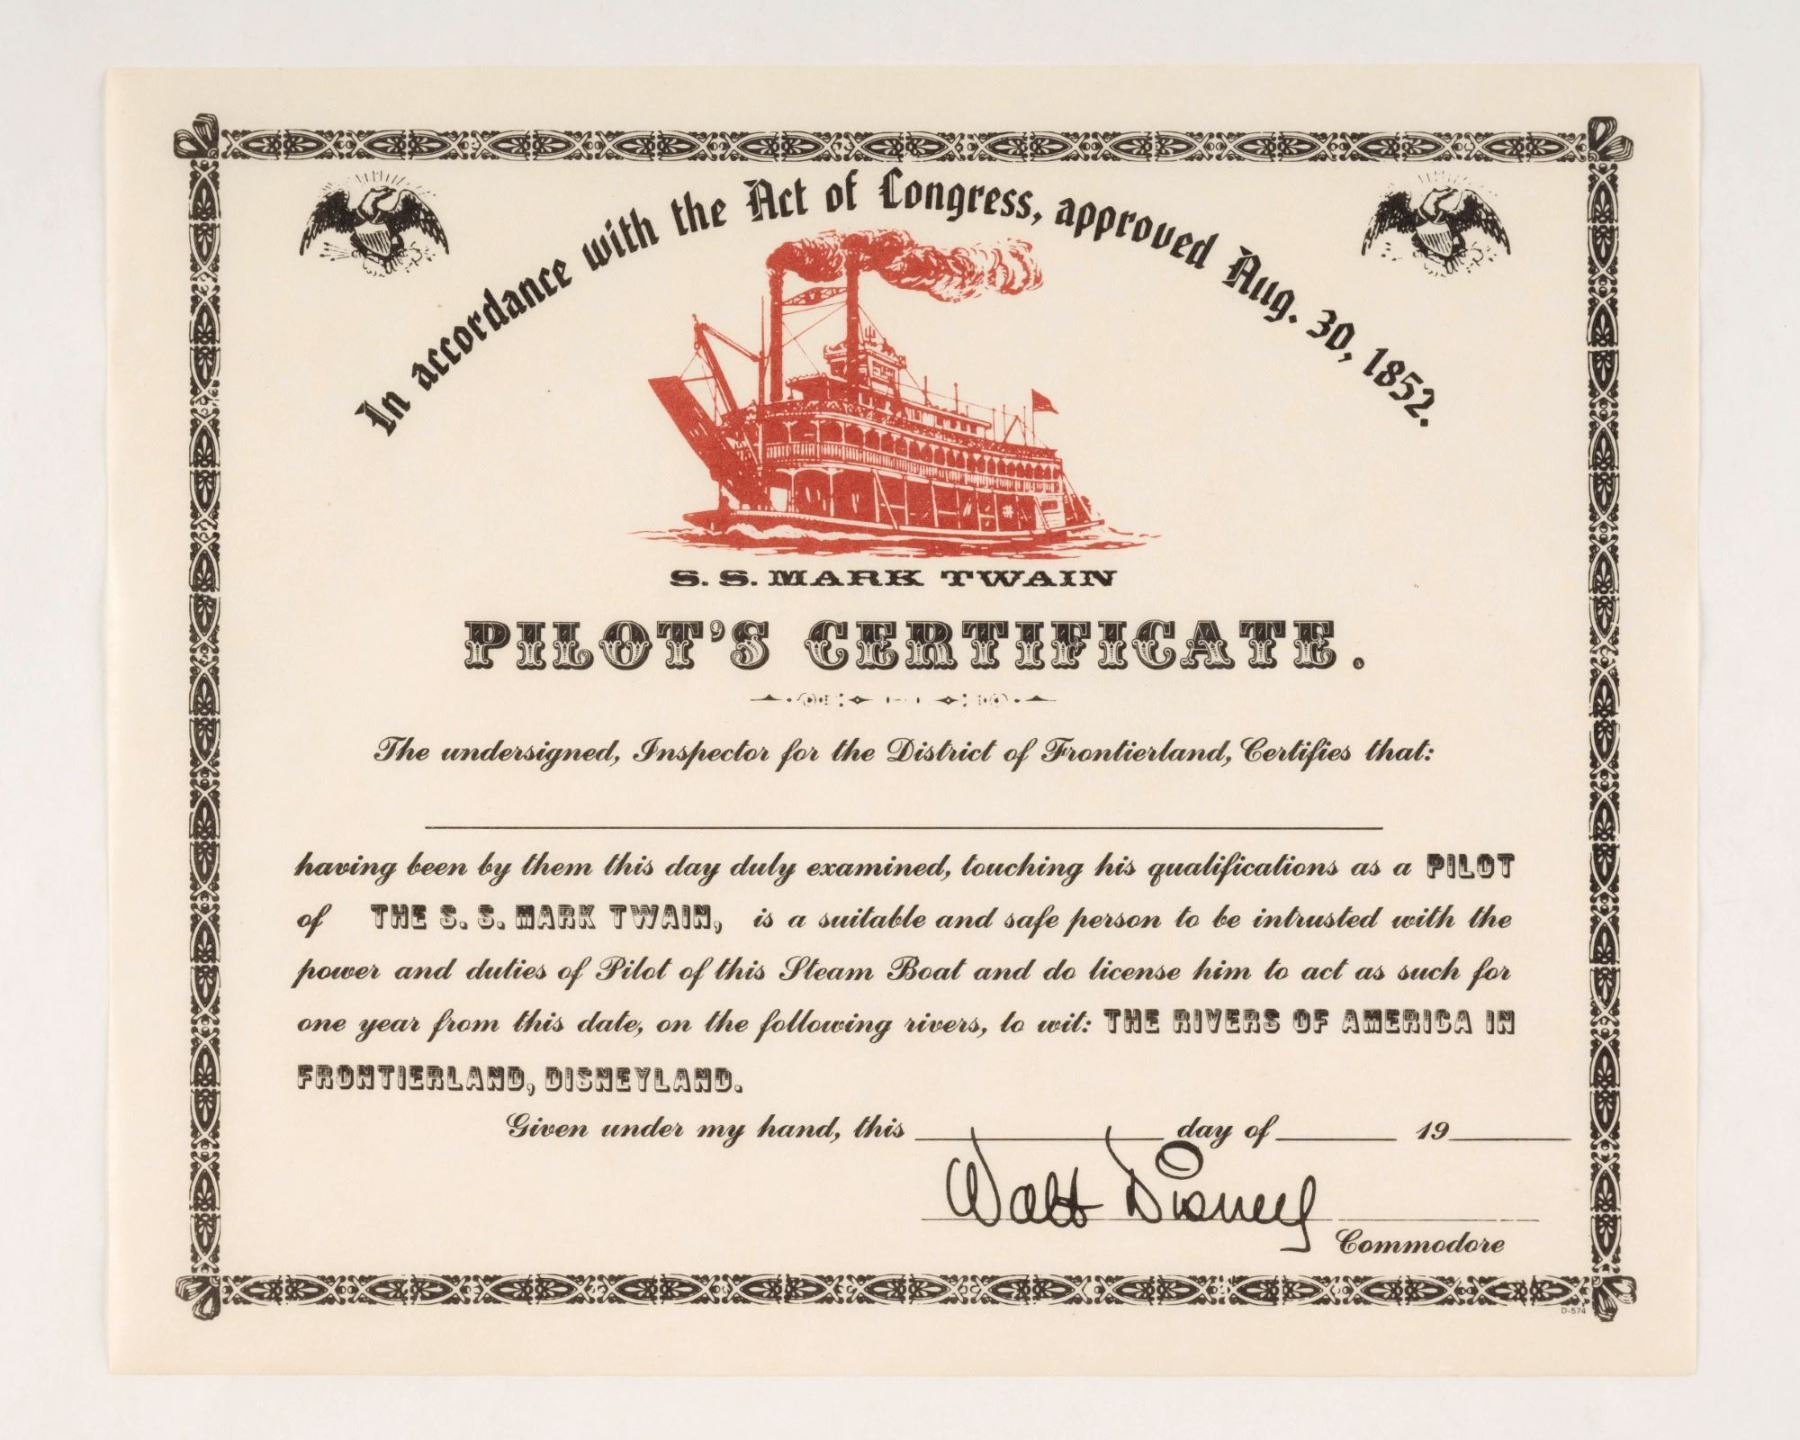 In accordance with the Act of Congress, approved Aug. 30, 1852.
S. S. MARK TWAIN
PILOT'S CERTIFICATE.
The undersigned, Inspector for the District of Frontierland, Certifies that:
having been by them this day duly examined, touching his qualifications as a PILOT
of THE S. S. MARK TWAIN, is a suitable and safe person to be intrusted with the
power and duties of Pilot of this Steam Boat and do license him to act as such for
one year from this date, on the following rivers, to wit: THE RIVERS OF AMERICA IN
FRONTIERLAND, DISNEYLAND.
Given under my hand, this day of 19
Walt Disney
Commodore
D-574